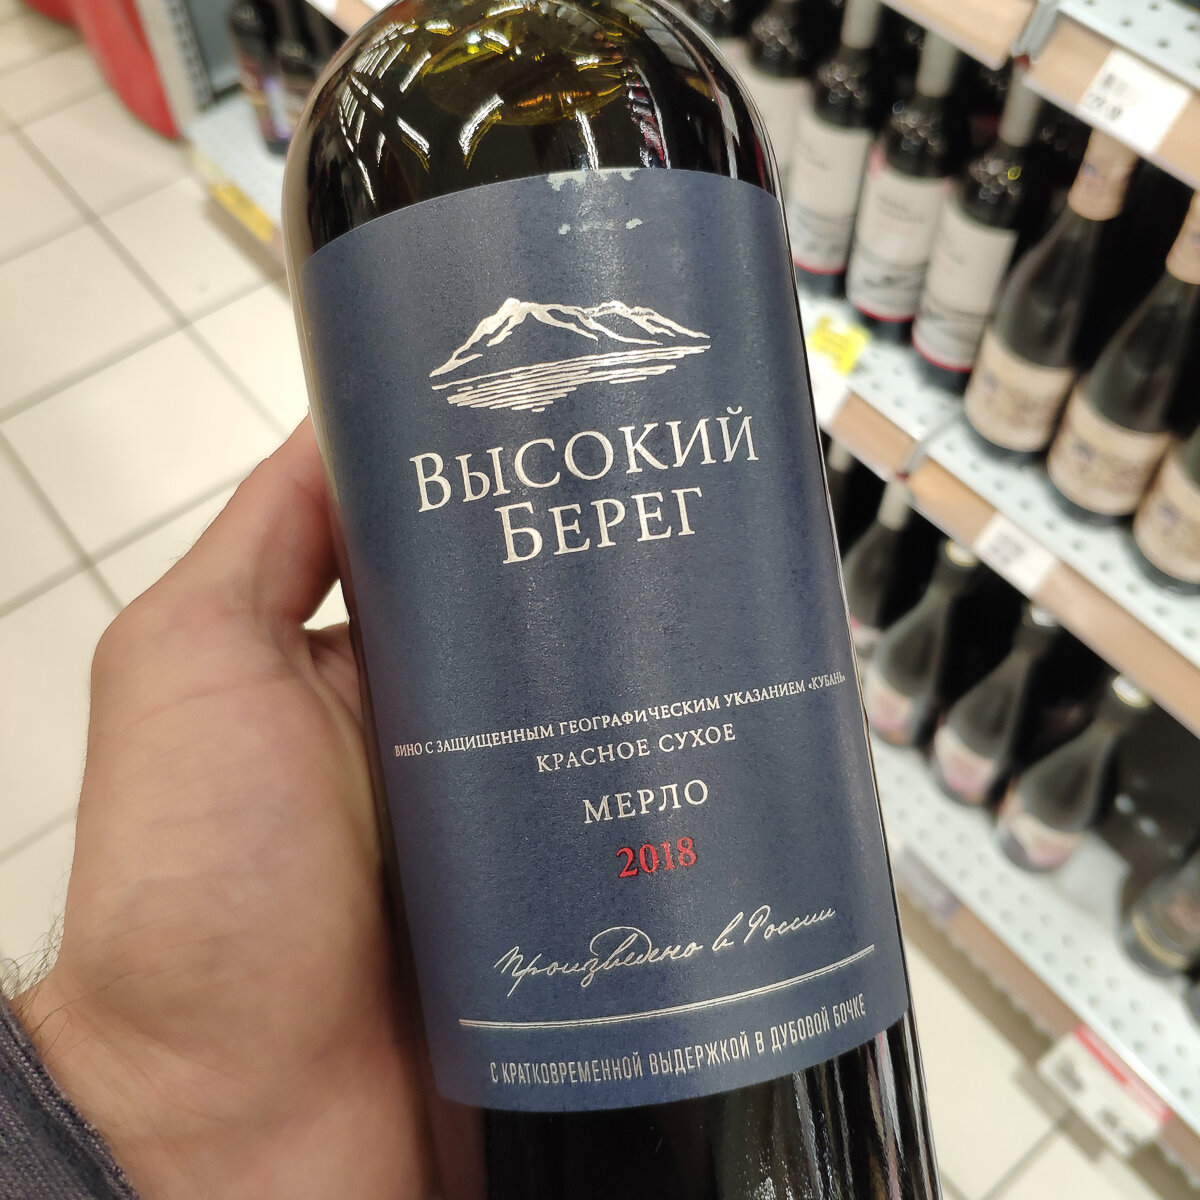 ВЫСОКИЙ
БЕРЕГ
ВИНО С ЗАЩИЩЕННЫМ ГЕОГРАФИЧЕСКИМ УКАЗАНИЕМ «КУБАНЬ»
КРАСНОЕ СУХОЕ
МЕРЛО
2018
Произведено в России
С КРАТКОВРЕМЕННОЙ ВЫДЕРЖКОЙ В ДУБОВОЙ БОЧКЕ